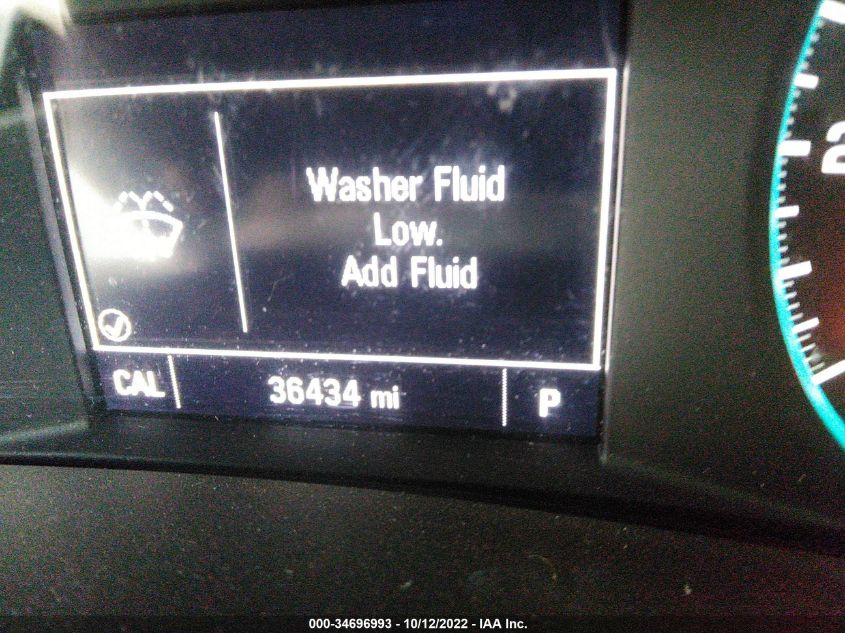 Washer Fluid
Low.
Add Fluid
CAL 36434 mi P
000-34696993 - 10/12/2022 - IAA Inc.